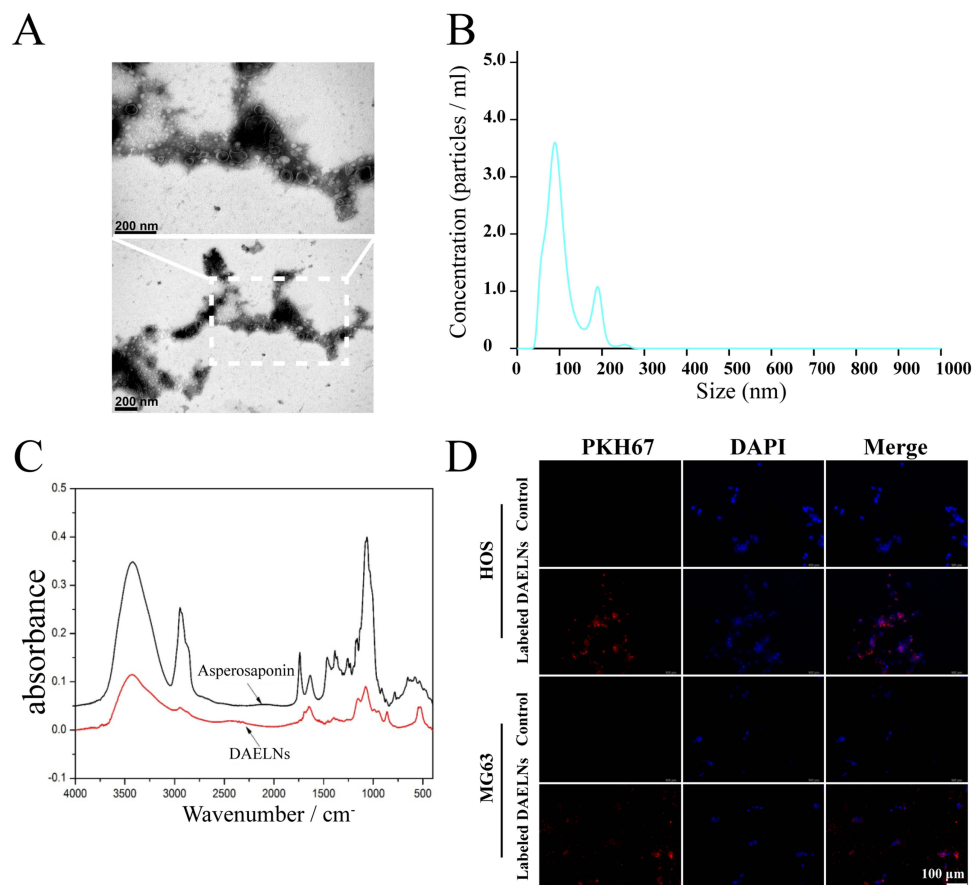 A
200 nm
200 nm
B
Concentration (particles / ml)
5.0
4.0
3.0
2.0
1.0
0
0 100 200 300 400 500 600 700 800 900 1000
Size (nm)
C
absorbance
0.5
0.4
0.3
0.2
0.1
0.0
-0.1
Asperosaponin
DAELNs
4000 3500 3000 2500 2000 1500 1000 500
Wavenumber / cm-
D
PKH67 DAPI Merge
HOS
Control
Labeled DAELNs
MG63
Control
Labeled DAELNs
100 µm